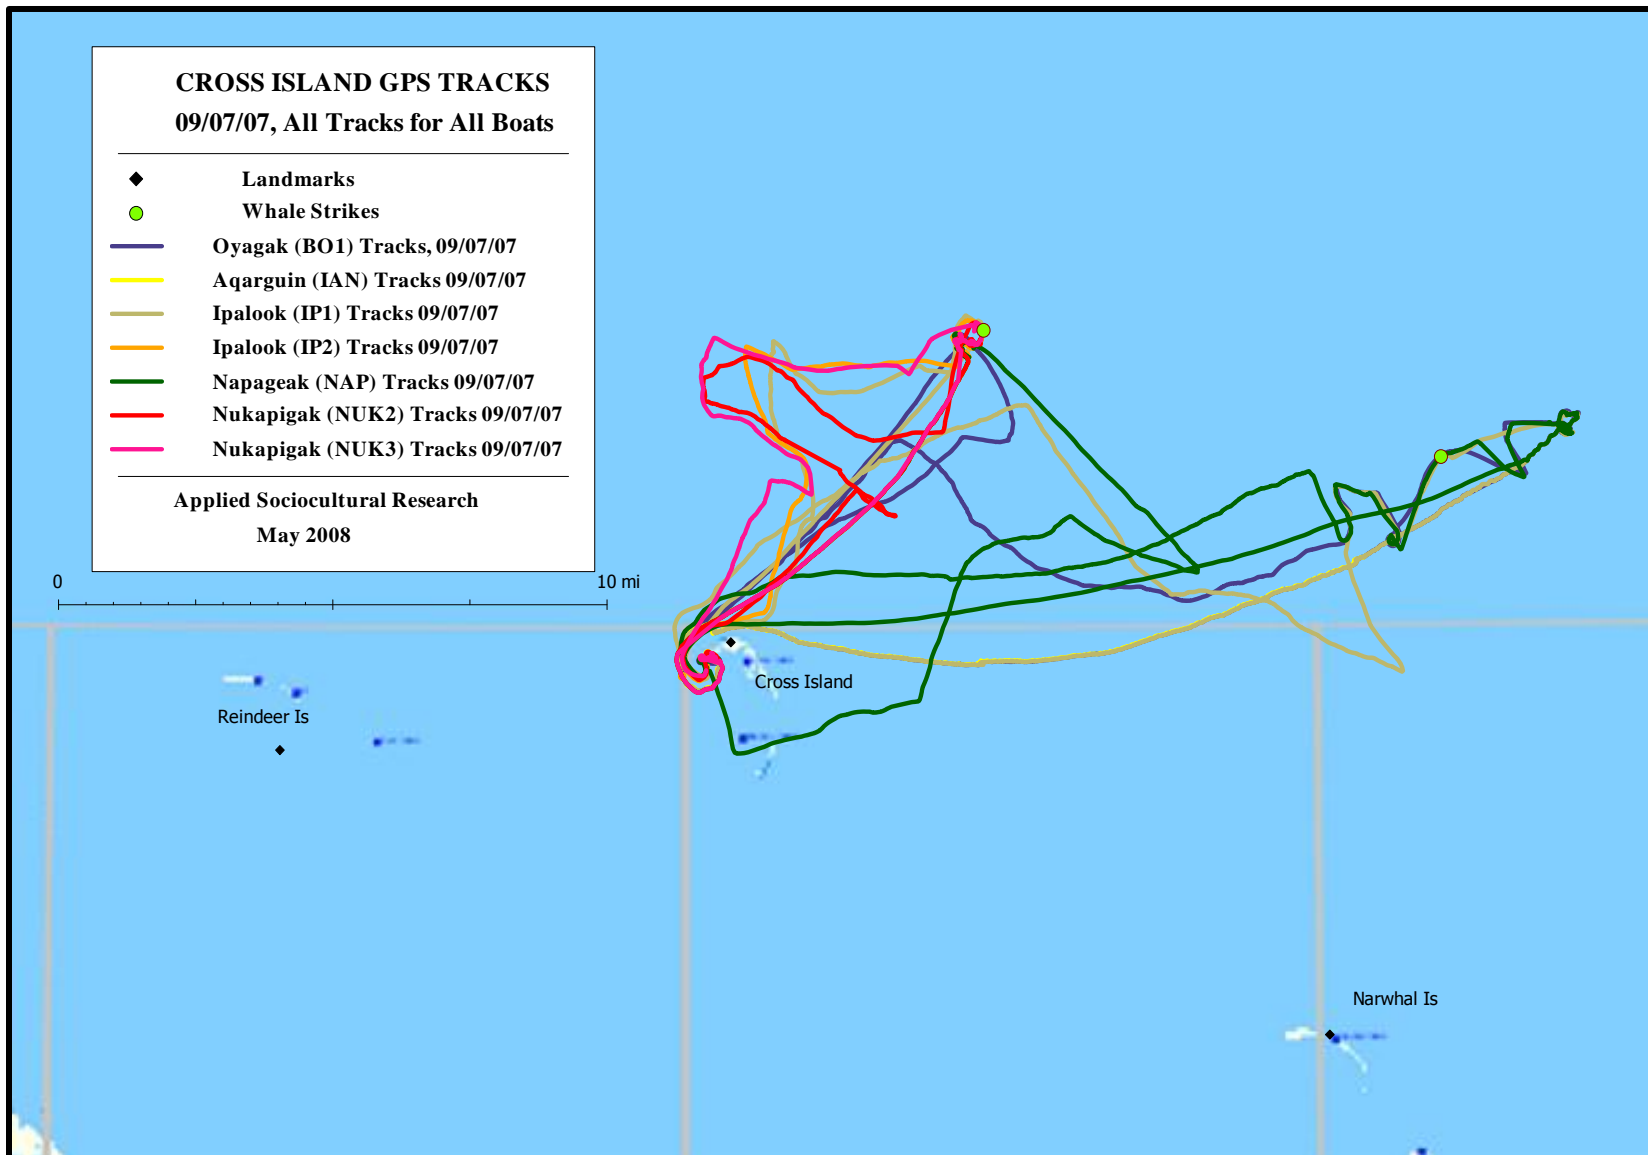 CROSS ISLAND GPS TRACKS
09/07/07, All Tracks for All Boats
Landmarks
Whale Strikes
Oyagak (BO1) Tracks, 09/07/07
Aqarguin (IAN) Tracks 09/07/07
Ipalook (IP1) Tracks 09/07/07
Ipalook (IP2) Tracks 09/07/07
Napageak (NAP) Tracks 09/07/07
Nukapigak (NUK2) Tracks 09/07/07
Nukapigak (NUK3) Tracks 09/07/07
Applied Sociocultural Research
May 2008
0 10 mi
Cross Island
Reindeer Is
Narwhal Is